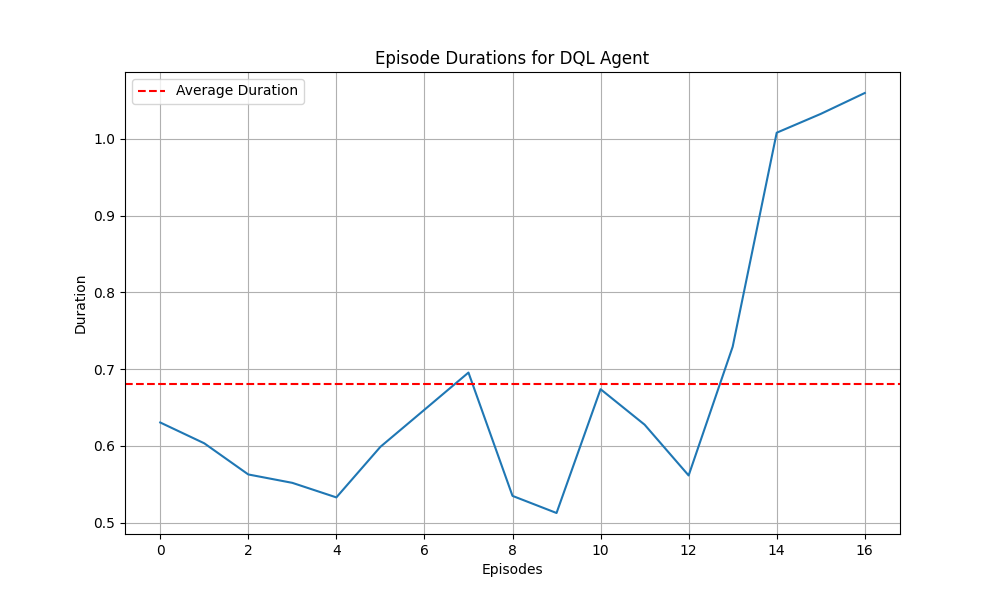 Episode Durations for DQL Agent
Average Duration
1.0
0.9
0.8
0.7
0.6
0.5
Duration
0 2 4 6 8 10 12 14 16
Episodes